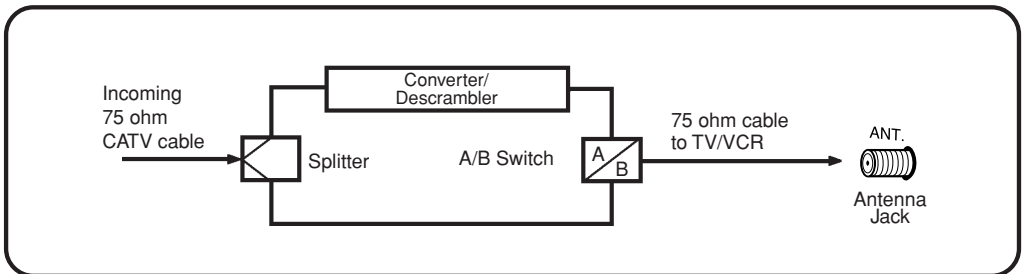 Incoming
75 ohm
CATV cable
Converter/
Descrambler
Splitter
A/B Switch
A
B
75 ohm cable
to TV/VCR
ANT.
Antenna
Jack